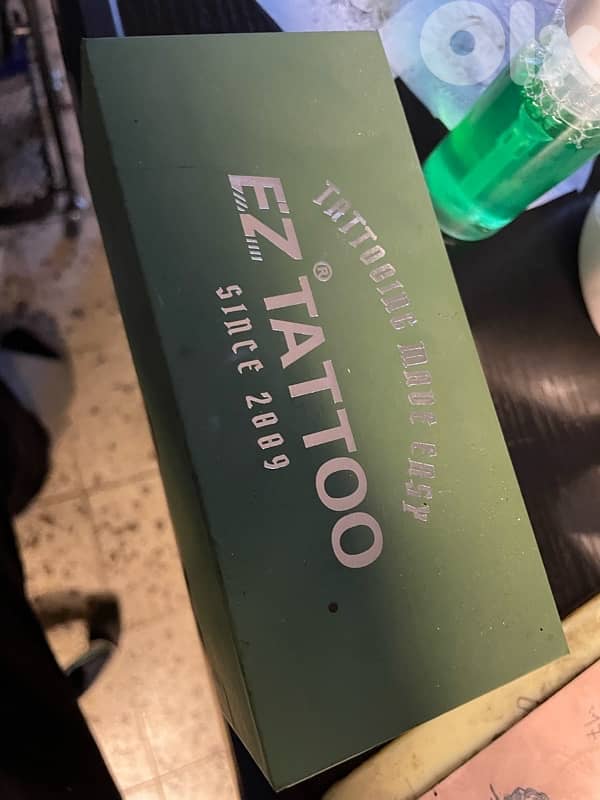 TATTOOING MADE EASY
EZ TATTOO®
SINCE 2009